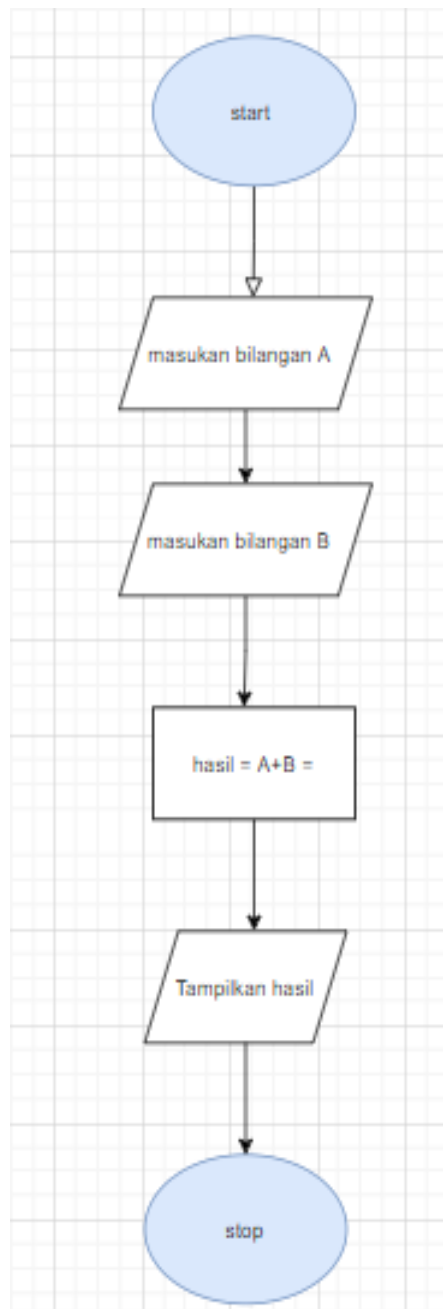 start
masukan bilangan A
masukan bilangan B
hasil = A+B =
Tampilkan hasil
stop